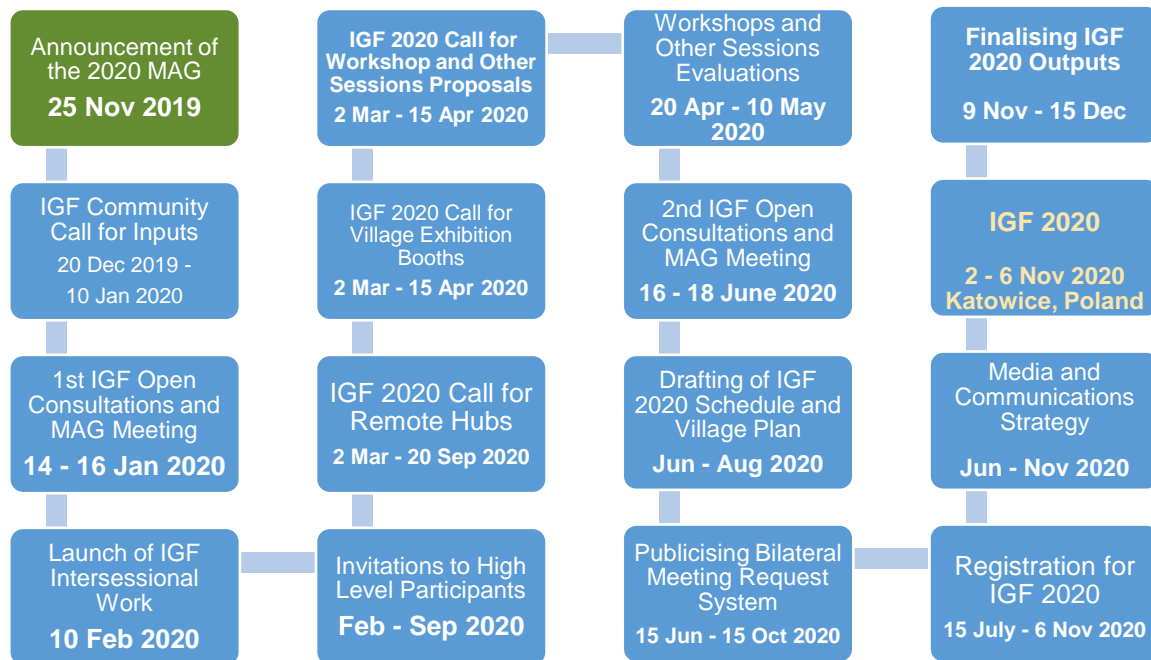 Announcement of
the 2020 MAG
25 Nov 2019
IGF Community
Call for Inputs
20 Dec 2019 -
10 Jan 2020
1st IGF Open
Consultations and
MAG Meeting
14 - 16 Jan 2020
Launch of IGF
Intersessional
Work
10 Feb 2020
Invitations to High
Level Participants
Feb - Sep 2020
IGF 2020 Call for
Remote Hubs
2 Mar - 20 Sep 2020
IGF 2020 Call for
Village Exhibition
Booths
2 Mar - 15 Apr 2020
IGF 2020 Call for
Workshop and Other
Sessions Proposals
2 Mar - 15 Apr 2020
Workshops and
Other Sessions
Evaluations
20 Apr - 10 May
2020
2nd IGF Open
Consultations and
MAG Meeting
16 - 18 June 2020
Drafting of IGF
2020 Schedule and
Village Plan
Jun - Aug 2020
Publicising Bilateral
Meeting Request
System
15 Jun - 15 Oct 2020
Registration for
IGF 2020
15 July - 6 Nov 2020
Media and
Communications
Strategy
Jun - Nov 2020
IGF 2020
2 - 6 Nov 2020
Katowice, Poland
Finalising IGF
2020 Outputs
9 Nov - 15 Dec